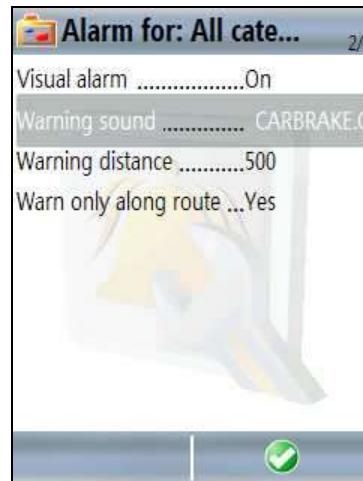 Alarm for: All cate...
2/
Visual alarm .................On
Warning sound .............. CARBRAKE.
Warning distance ...........500
Warn only along route ...Yes